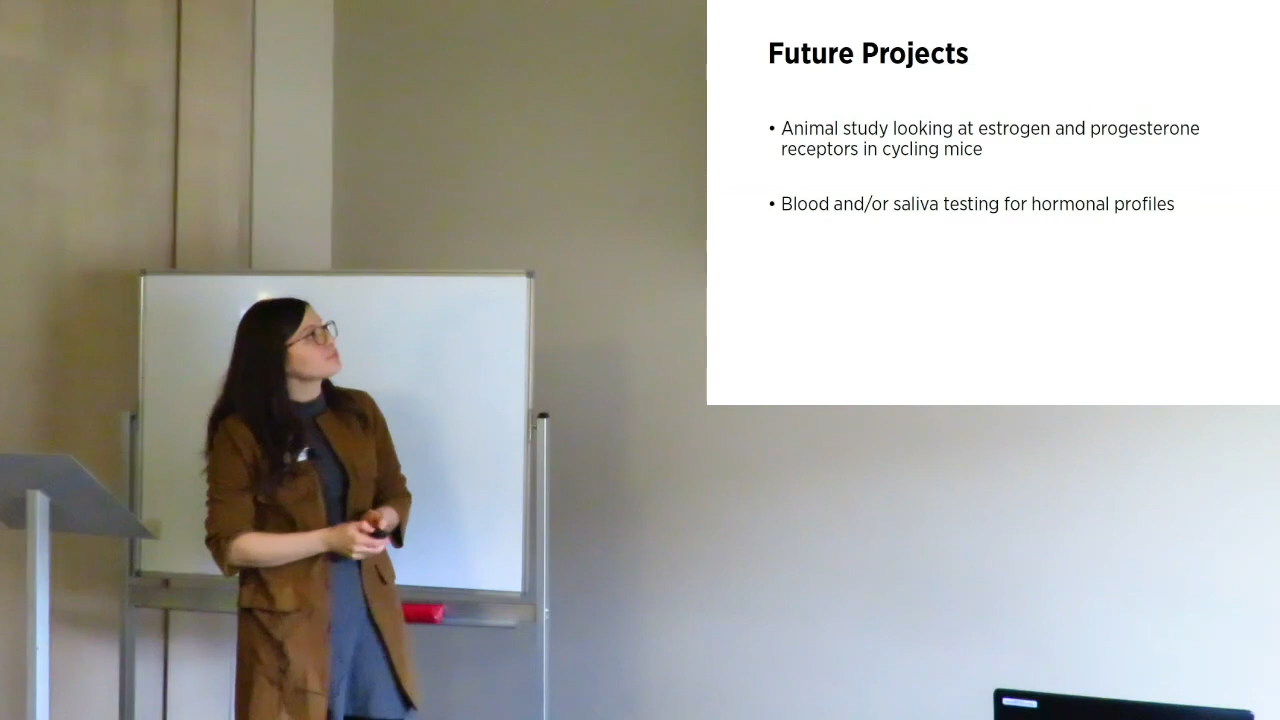 Future Projects
• Animal study looking at estrogen and progesterone
receptors in cycling mice
• Blood and/or saliva testing for hormonal profiles